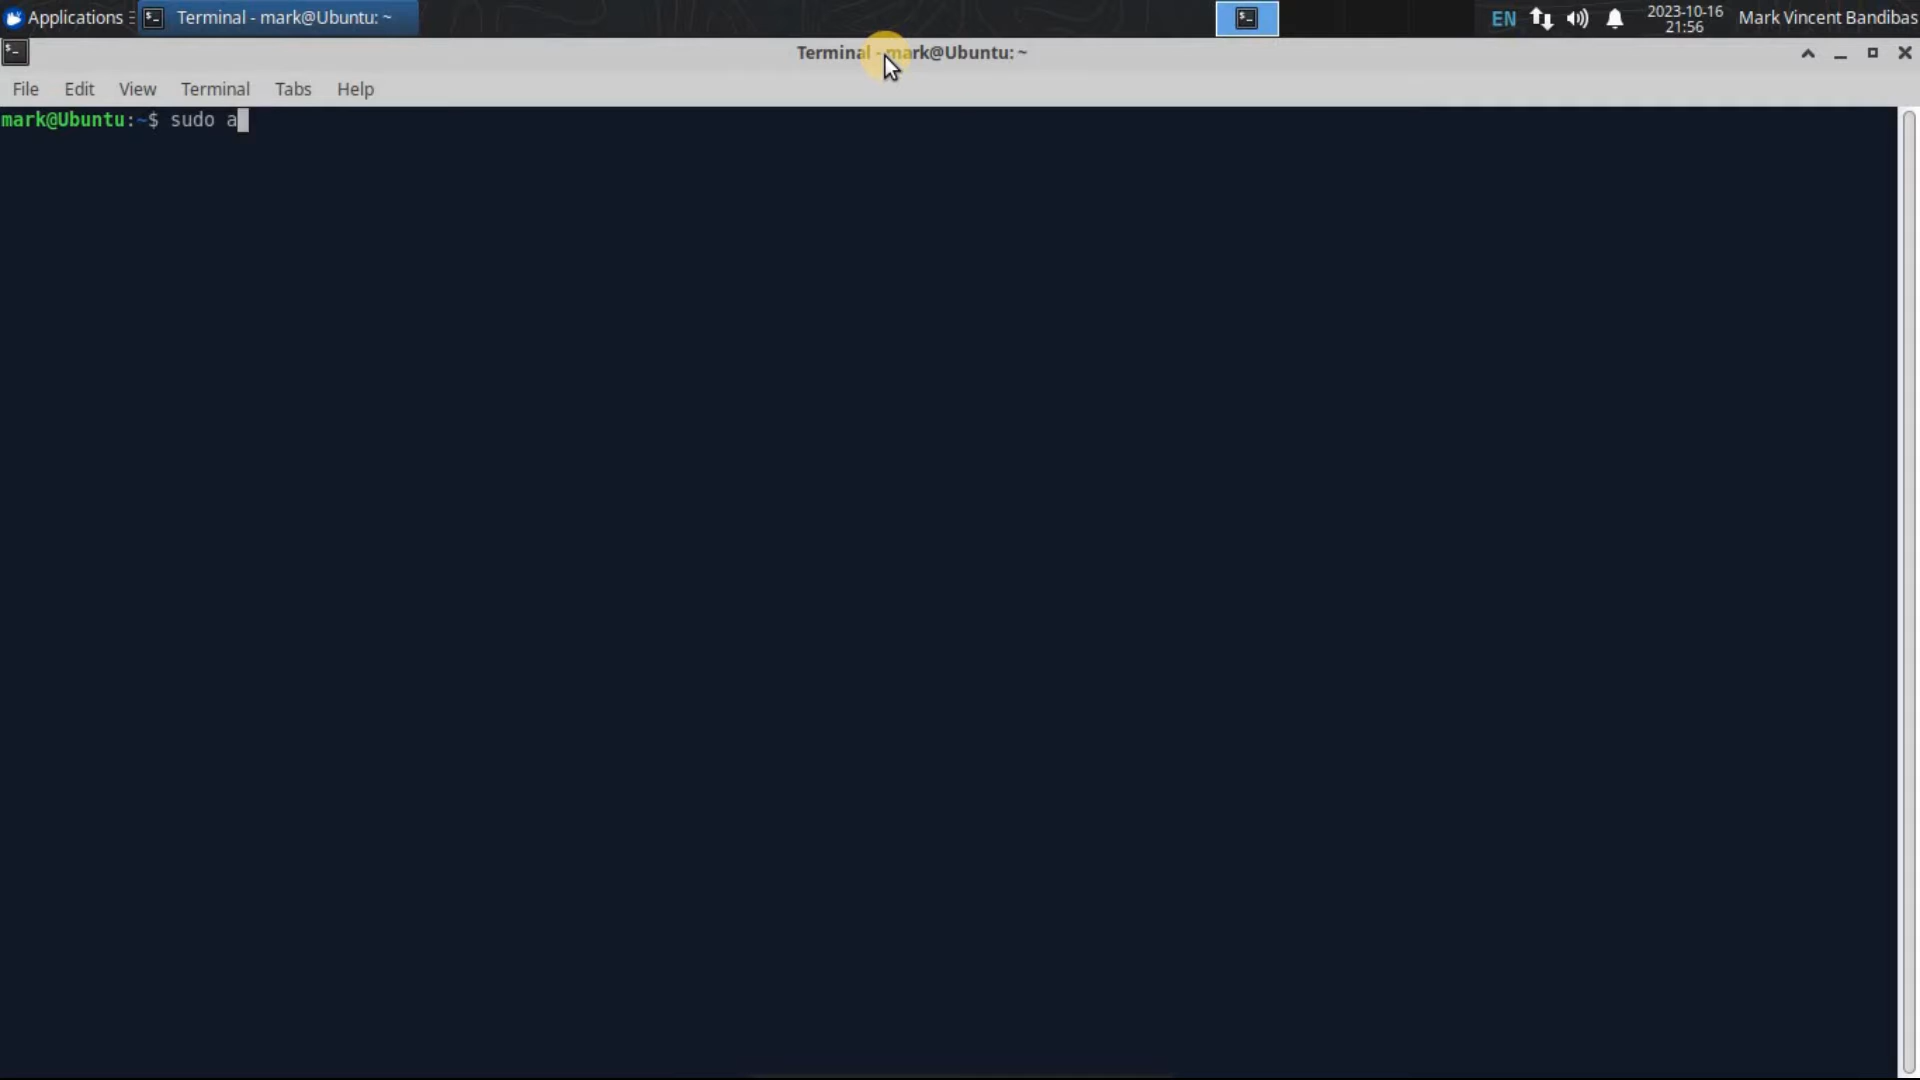 Applications Terminal - mark@Ubuntu: ~ EN 2023-10-16 Mark Vincent Bandibas
21:56
Terminal - mark@Ubuntu: ~
File Edit View Terminal Tabs Help
mark@Ubuntu:~$ sudo a